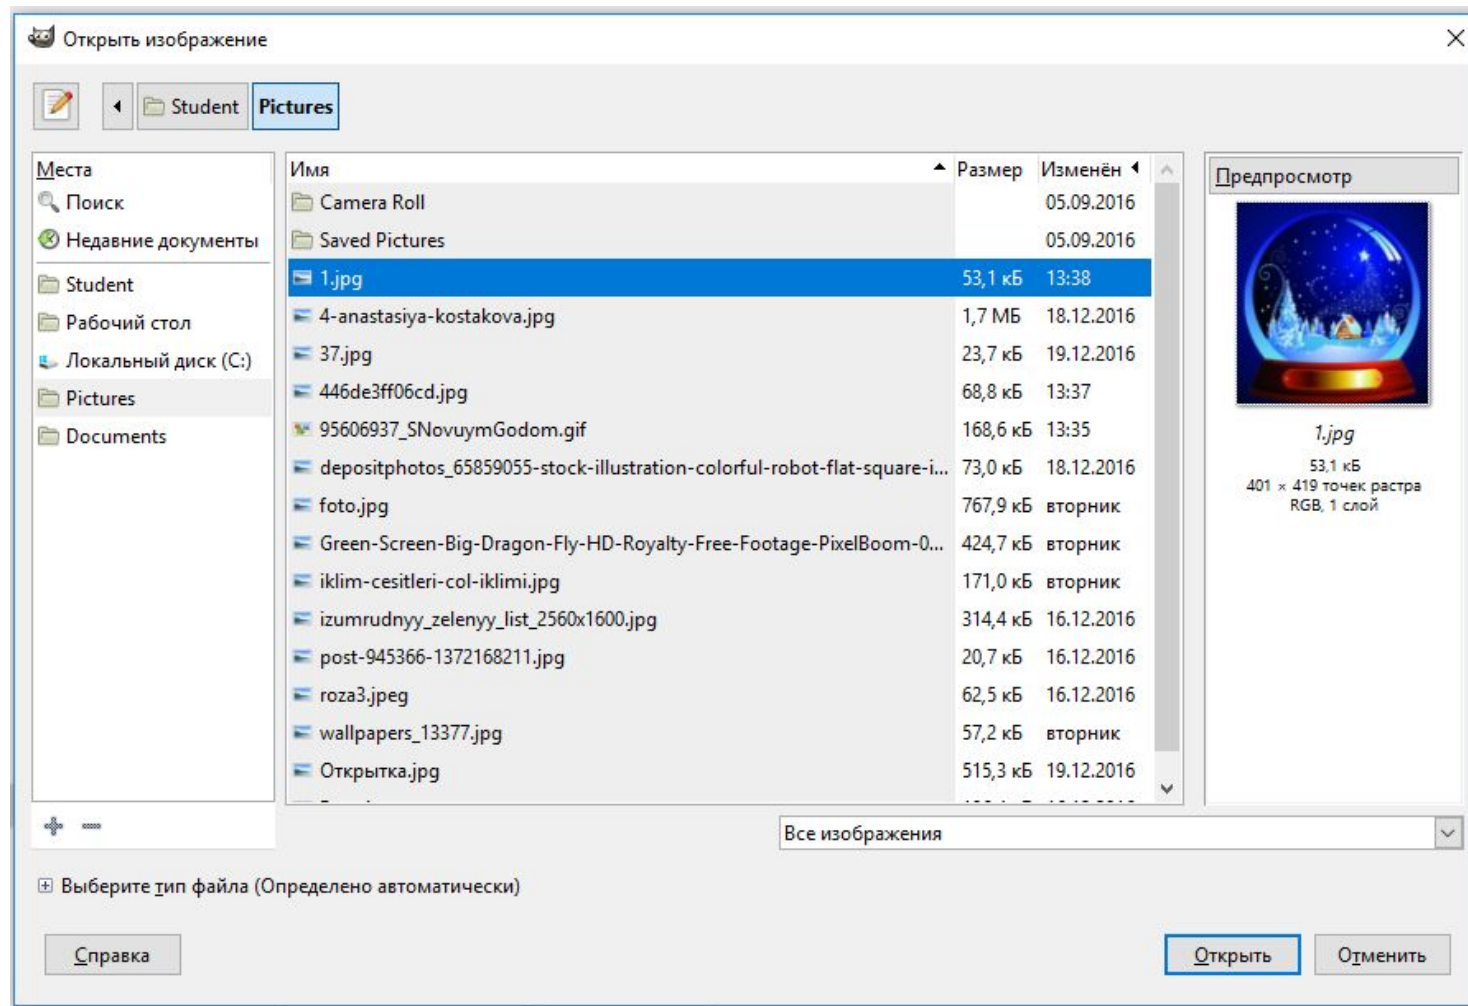 Открыть изображение
Student Pictures
Места
Поиск
Недавние документы
Student
Рабочий стол
Локальный диск (C:)
Pictures
Documents
Имя Размер Изменён
Camera Roll 05.09.2016
Saved Pictures 05.09.2016
1.jpg 53,1 кБ 13:38
4-anastasiya-kostakova.jpg 1,7 МБ 18.12.2016
37.jpg 23,7 кБ 19.12.2016
446de3ff06cd.jpg 68,8 кБ 13:37
95606937_SNovuymGodom.gif 168,6 кБ 13:35
depositphotos_65859055-stock-illustration-colorful-robot-flat-square-i... 73,0 кБ 18.12.2016
foto.jpg 767,9 кБ вторник
Green-Screen-Big-Dragon-Fly-HD-Royalty-Free-Footage-PixelBoom-0... 424,7 кБ вторник
iklim-cesitleri-col-iklimi.jpg 171,0 кБ вторник
izumrudnyy_zelenyy_list_2560x1600.jpg 314,4 кБ 16.12.2016
post-945366-1372168211.jpg 20,7 кБ 16.12.2016
roza3.jpeg 62,5 кБ 16.12.2016
wallpapers_13377.jpg 57,2 кБ вторник
Открытка.jpg 515,3 кБ 19.12.2016
Предпросмотр
1.jpg
53,1 кБ
401 × 419 точек растра
RGB, 1 слой
Все изображения
Выберите тип файла (Определено автоматически)
Справка
Открыть
Отменить